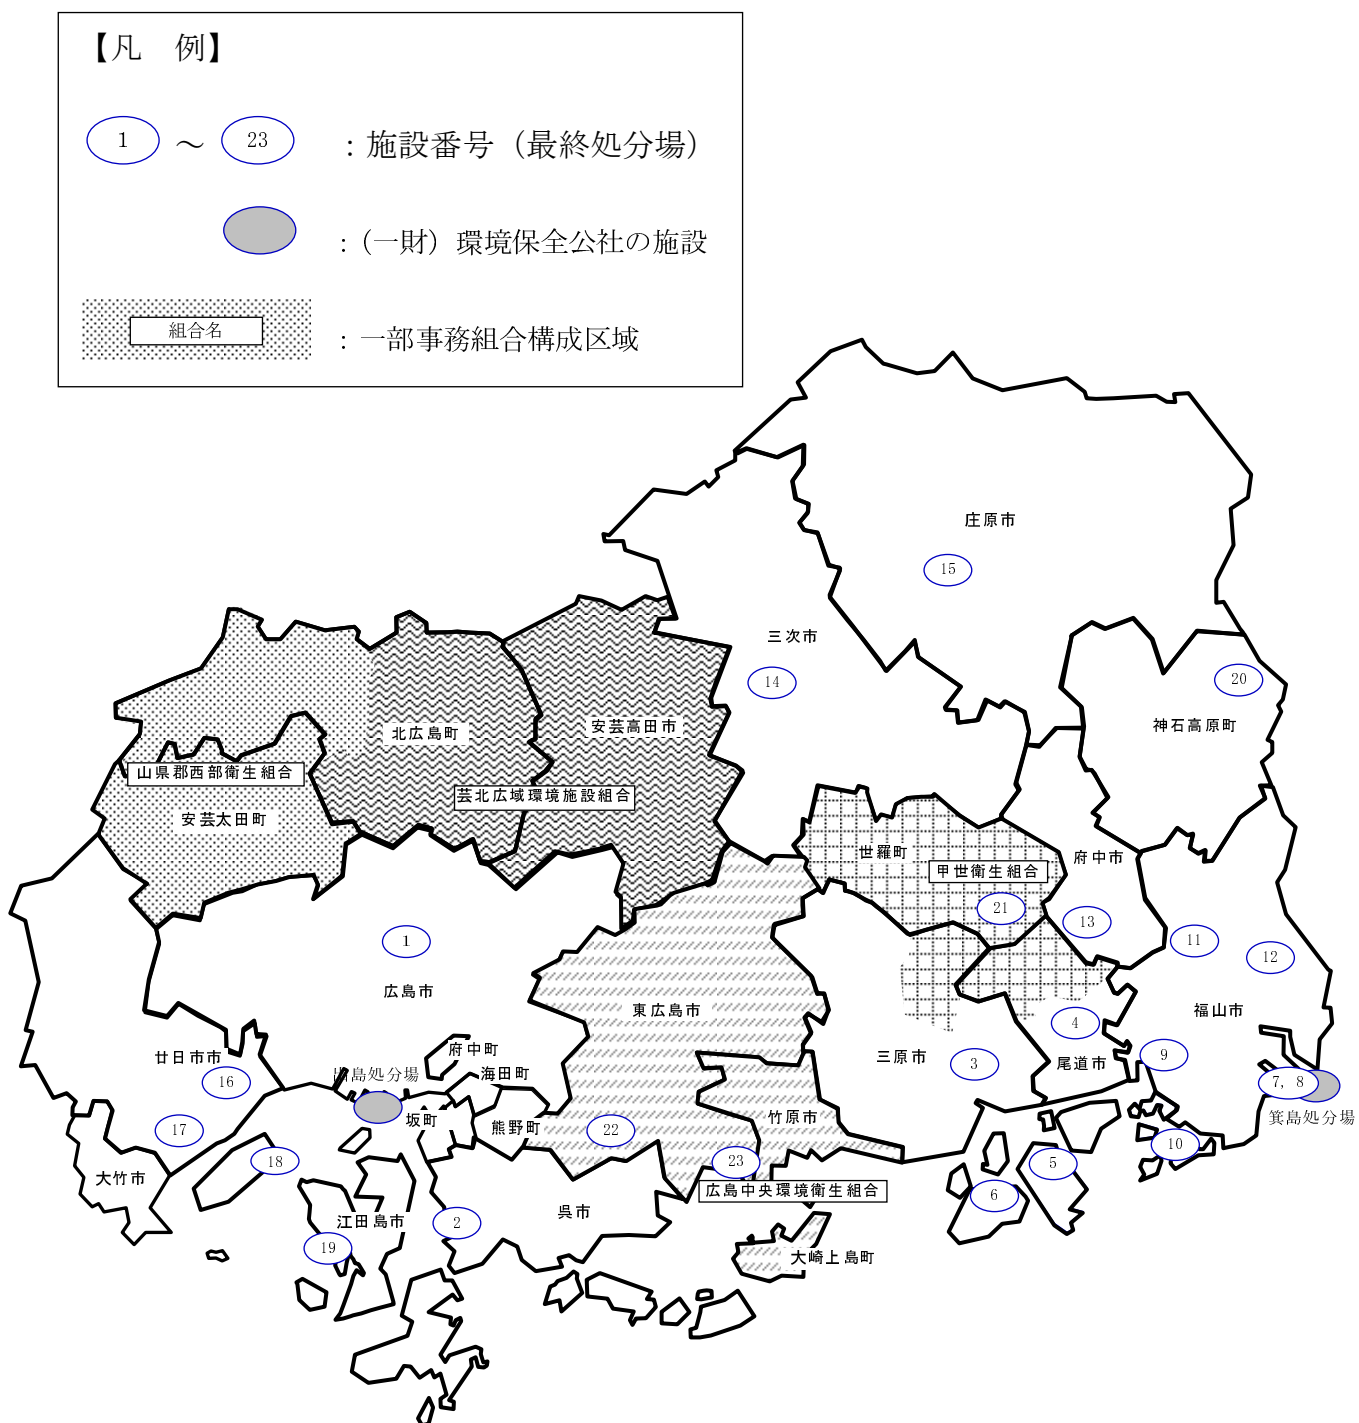 【凡　例】
1 ～ 23 ：施設番号（最終処分場）
：（一財）環境保全公社の施設
組合名 ：一部事務組合構成区域
庄原市
15
三次市
14
20
神石高原町
北広島町
安芸高田市
山県郡西部衛生組合
芸北広域環境施設組合
安芸太田町
世羅町
府中市
甲世衛生組合
21
13
1
11
12
広島市
東広島市
福山市
4
三原市
3
尾道市
9
府中町
廿日市市
海田町
出島処分場
16
7, 8
箕島処分場
坂町
熊野町
竹原市
17
22
10
18
23
5
大竹市
広島中央環境衛生組合
6
江田島市
2
呉市
19
大崎上島町